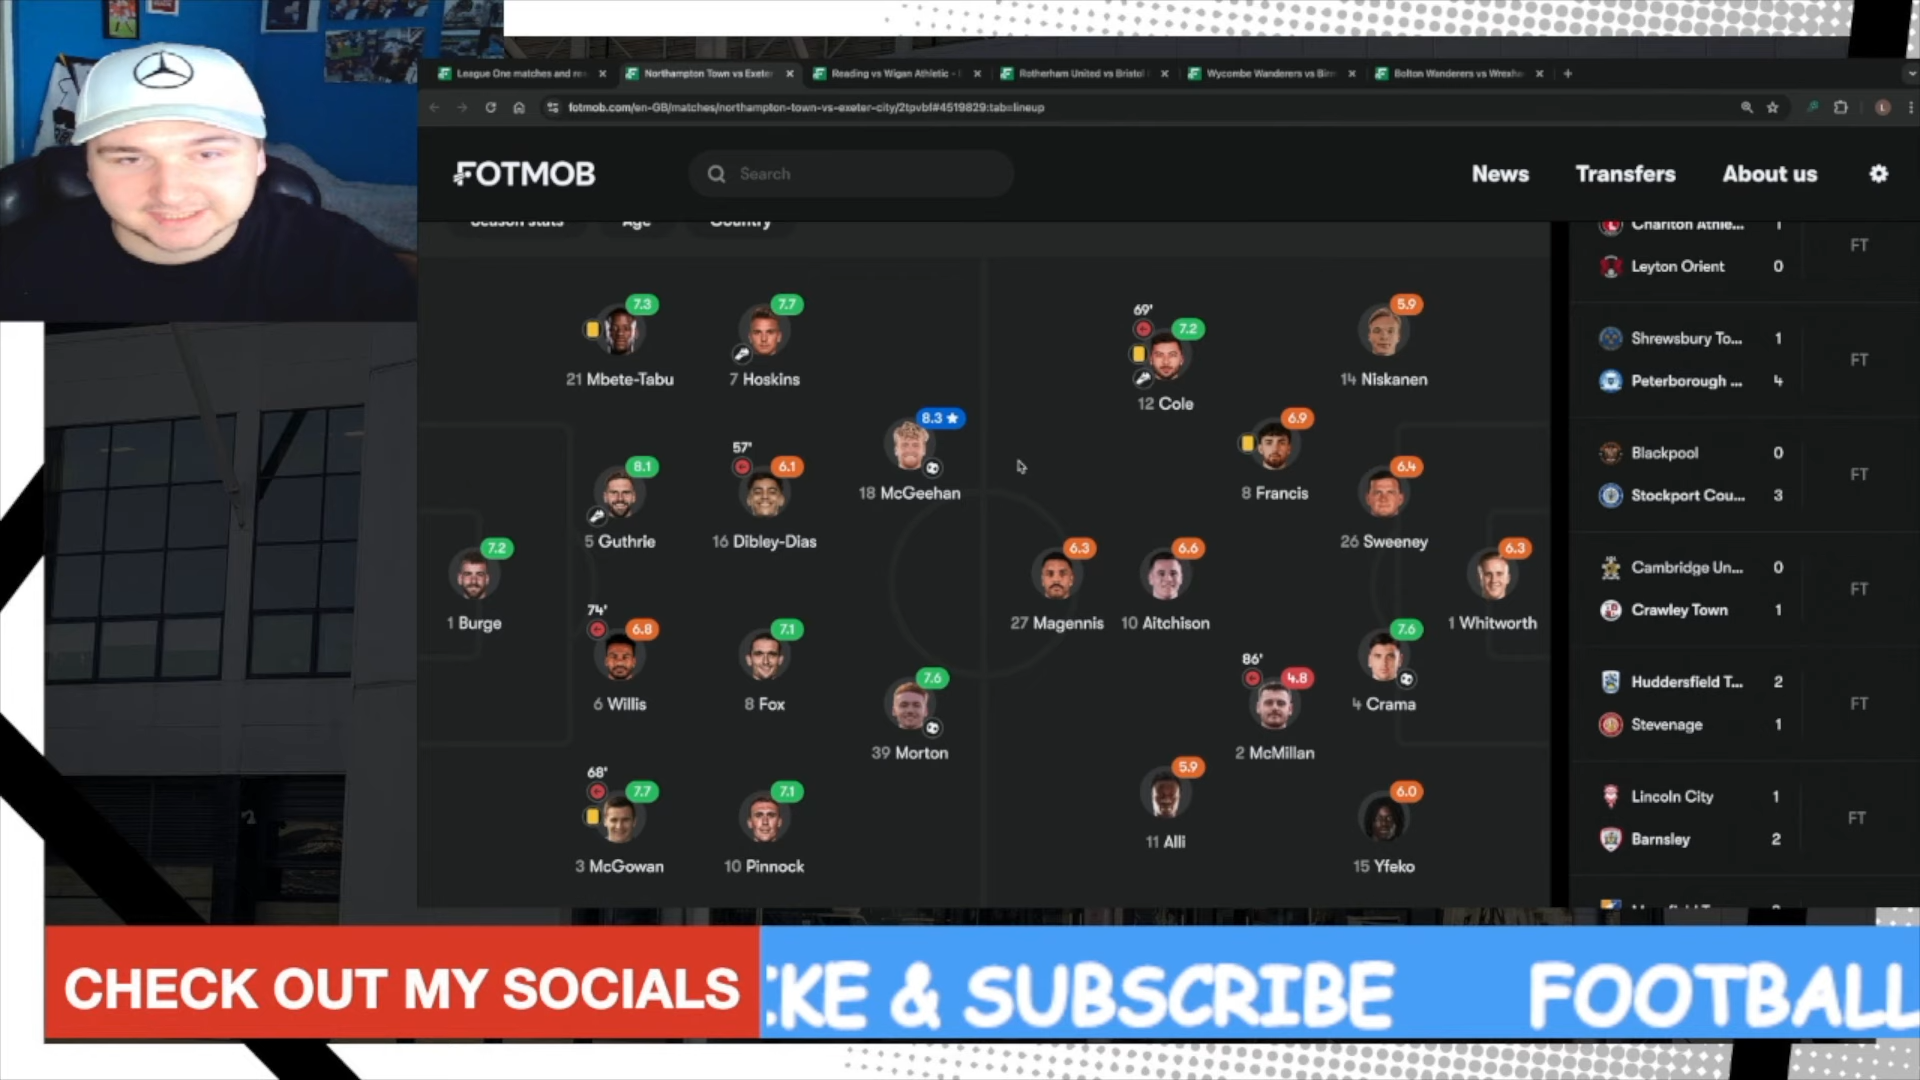 League One matches and re
Northampton Town vs Exeter
Reading vs Wigan Athletic -
Rotherham United vs Bristol
Wycombe Wanderers vs Birm
Bolton Wanderers vs Wrexha
fotmob.com/en-GB/matches/northampton-town-vs-exeter-city/2tpvbf#4519829:tab=lineup
FOTMOB
Search
News
Transfers
About us
Season stats
Age
Country
7.3
21 Mbete-Tabu
7.7
7 Hoskins
69'
7.2
12 Cole
5.9
14 Niskanen
8.3
18 McGeehan
6.9
8 Francis
8.1
5 Guthrie
57'
6.1
16 Dibley-Dias
6.4
26 Sweeney
7.2
1 Burge
6.3
27 Magennis
6.6
10 Aitchison
6.3
1 Whitworth
74'
6.8
6 Willis
7.1
8 Fox
7.6
39 Morton
86'
4.8
2 McMillan
7.6
4 Crama
68'
7.7
3 McGowan
7.1
10 Pinnock
5.9
11 Alli
6.0
15 Yfeko
Charlton Athle... 1
FT
Leyton Orient 0
Shrewsbury To... 1
FT
Peterborough ... 4
Blackpool 0
FT
Stockport Cou... 3
Cambridge Un... 0
FT
Crawley Town 1
Huddersfield T... 2
FT
Stevenage 1
Lincoln City 1
FT
Barnsley 2
CHECK OUT MY SOCIALS
KE & SUBSCRIBE
FOOTBALL